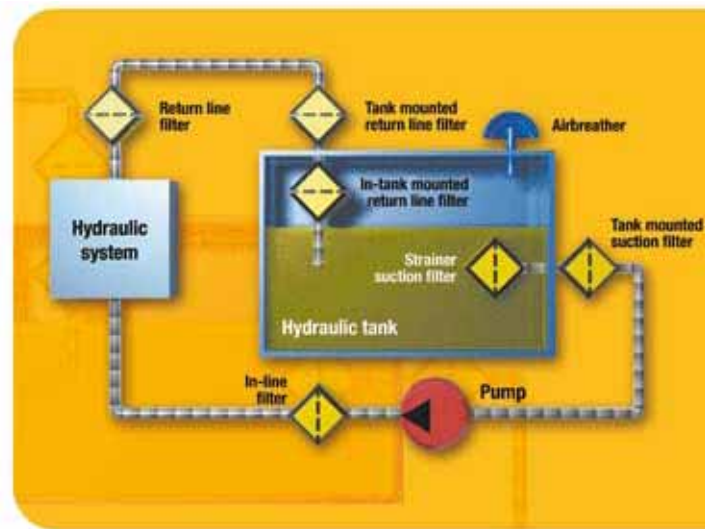 Return line
filter
Tank mounted
return line filter
Airbreather
In-tank mounted
return line filter
Hydraulic
system
Tank mounted
suction filter
Strainer
suction filter
Hydraulic tank
In-line
filter
Pump